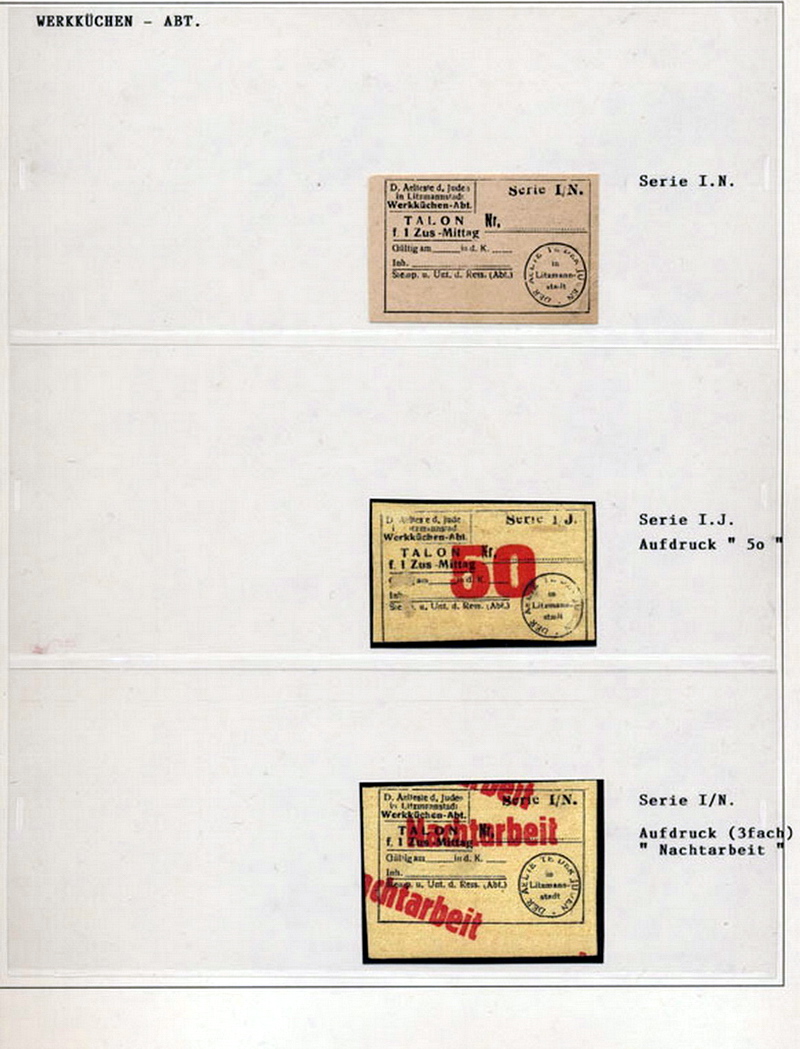 WERKKÜCHEN - ABT.
Serie I.N.
D. Aelteste d. Juden
in Litzmannstadt
Werkküchen-Abt.
Serie I/N.
TALON Nr.
f. 1 Zus-Mittag
Gültig am in d. K.
Inh.
Stemp. u. Unt. d. Ress. (Abt.)
DER AELTESTE DER JUDEN
in
Litzmann-
stadt
Serie I.J.
Aufdruck " 5o "
d. Jude
Werkküchen-Abt.
Serie I J.
TALON Nr.
f. 1 Zus-Mittag
50
am in d. K.
Inh.
u. Unt. d. Ress. (Abt.)
in
Litzmann-
stadt
Serie I/N.
Aufdruck (3fach)
" Nachtarbeit "
arbeit
D. Aelteste d. Juden
in Litzmannstadt
Werkküchen-Abt.
Serie I/N.
TALON Nr.
Nachtarbeit
f. 1 Zus-Mittag
Gültig am in d. K.
Inh.
Stemp. u. Unt. d. Ress. (Abt.)
achtarbeit
DER AELTESTE DER JUDEN
in
Litzmann-
stadt